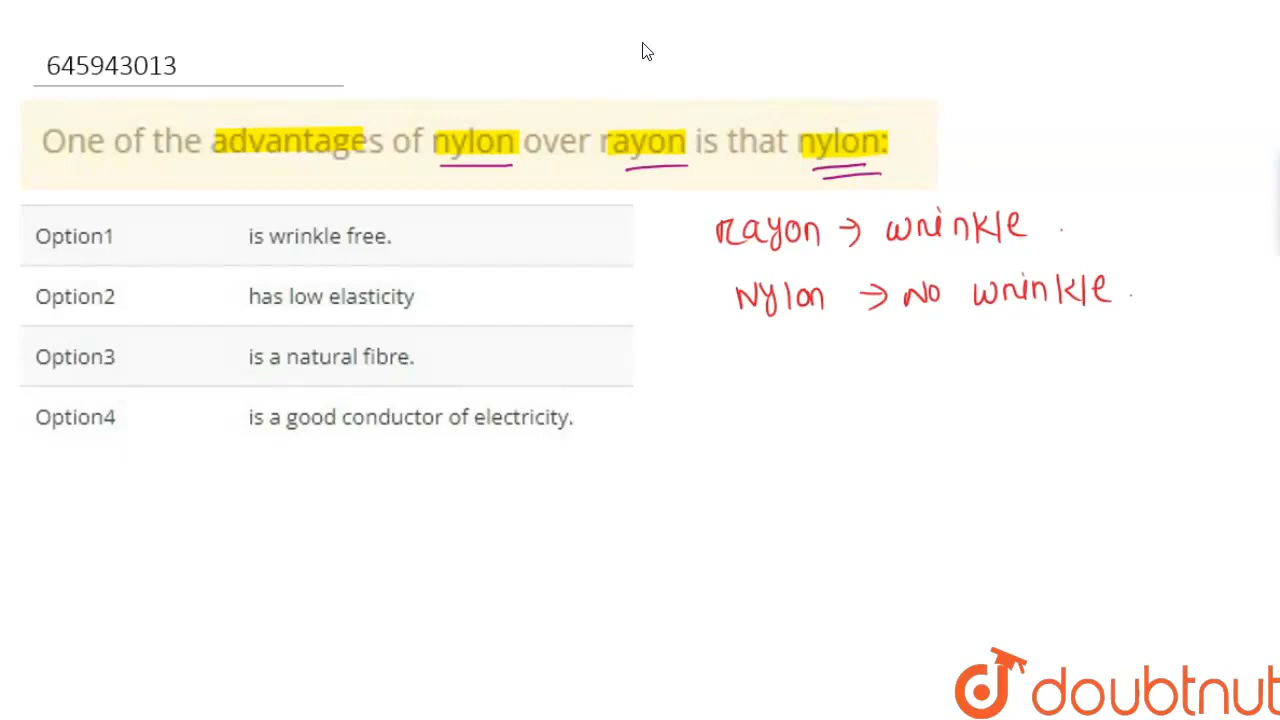 645943013
One of the advantages of nylon over rayon is that nylon:
Option1 is wrinkle free.
Option2 has low elasticity
Option3 is a natural fibre.
Option4 is a good conductor of electricity.
rayon → wrinkle .
Nylon → No wrinkle .
doubtnut